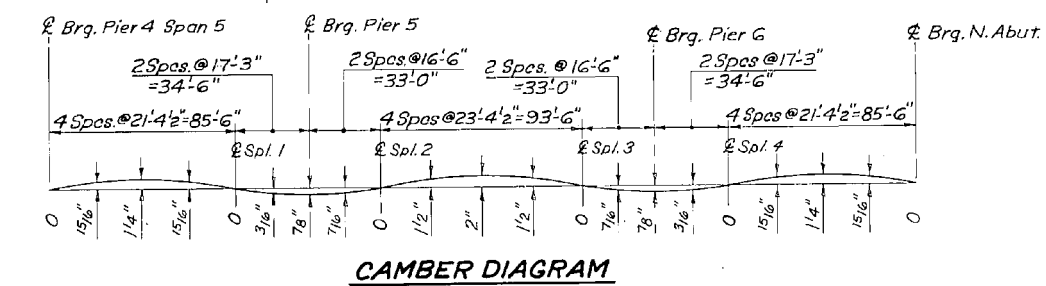 ℄ Brg. Pier 4 Span 5
℄ Brg. Pier 5
℄ Brg. Pier 6
℄ Brg. N. Abut.
2 Spcs. @ 17'-3"
=34'-6"
2 Spcs. @ 16'-6"
=33'-0"
2 Spcs. @ 16'-6"
=33'-0"
2 Spcs @ 17'-3"
=34'-6"
4 Spcs. @ 21'-4½"=85'-6"
4 Spcs @ 23'-4½"=93'-6"
4 Spcs @ 21'-4½"=85'-6"
℄ Spl. 1
℄ Spl. 2
℄ Spl. 3
℄ Spl. 4
0
15/16"
1¼"
15/16"
0
3/16"
7/8"
7/16"
0
1½"
2"
1½"
0
7/16"
7/8"
3/16"
0
15/16"
1¼"
15/16"
0
CAMBER DIAGRAM